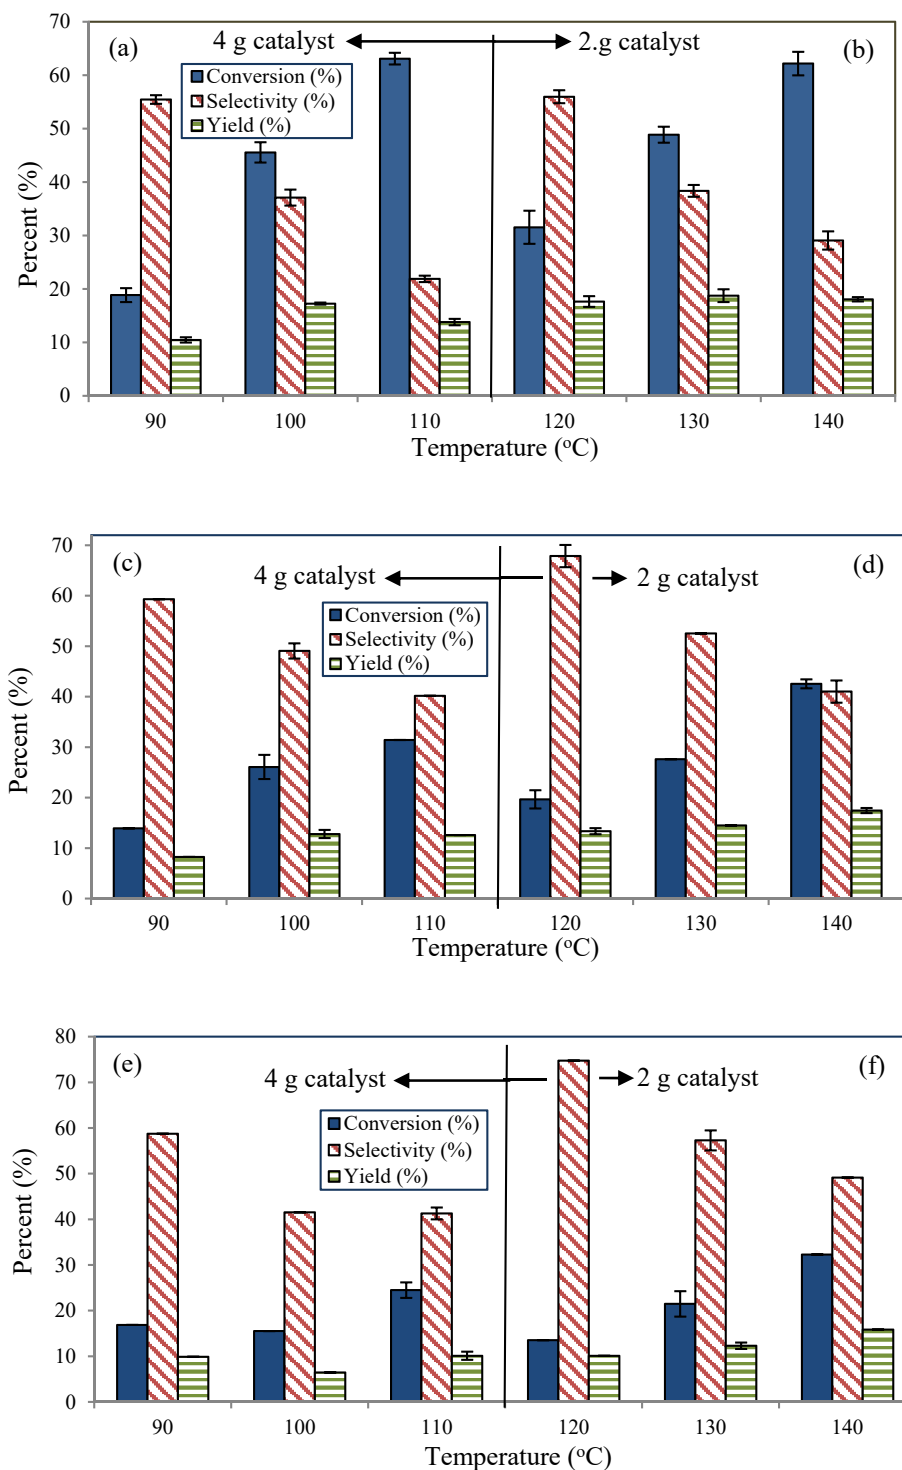 70
60
50
40
30
20
10
0
Percent (%)
(a)
4 g catalyst
2.g catalyst
(b)
Conversion (%)
Selectivity (%)
Yield (%)
90
100
110
120
130
140
Temperature (°C)
70
60
50
40
30
20
10
0
Percent (%)
(c)
4 g catalyst
2 g catalyst
(d)
Conversion (%)
Selectivity (%)
Yield (%)
90
100
110
120
130
140
Temperature (°C)
80
70
60
50
40
30
20
10
0
Percent (%)
(e)
4 g catalyst
2 g catalyst
(f)
Conversion (%)
Selectivity (%)
Yield (%)
90
100
110
120
130
140
Temperature (°C)